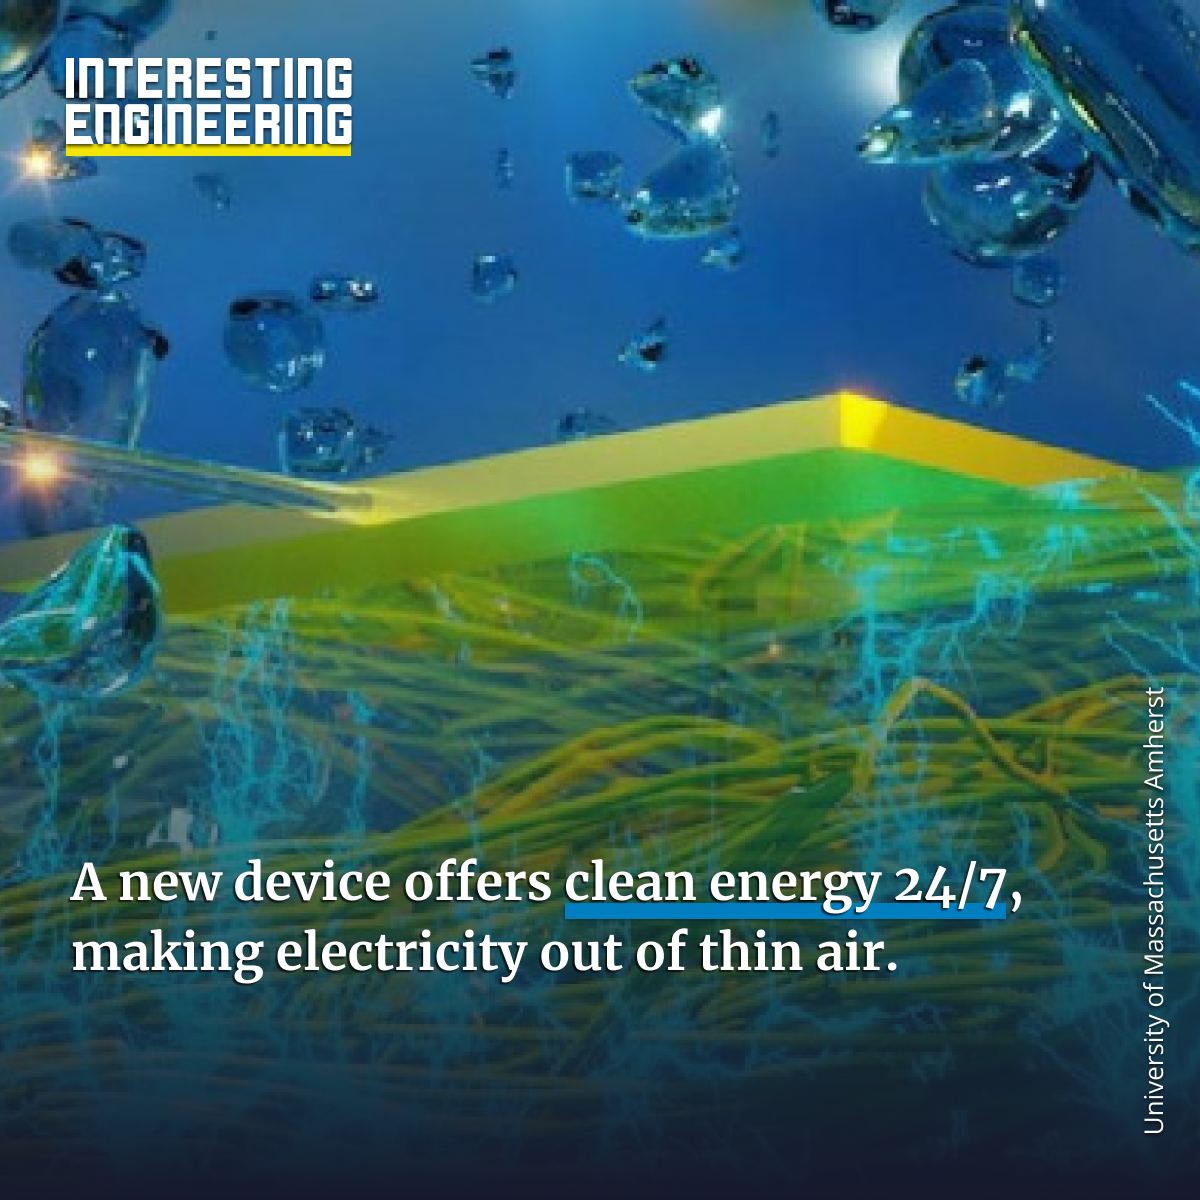 INTERESTING
ENGINEERING
A new device offers clean energy 24/7,
making electricity out of thin air.
University of Massachusetts Amherst